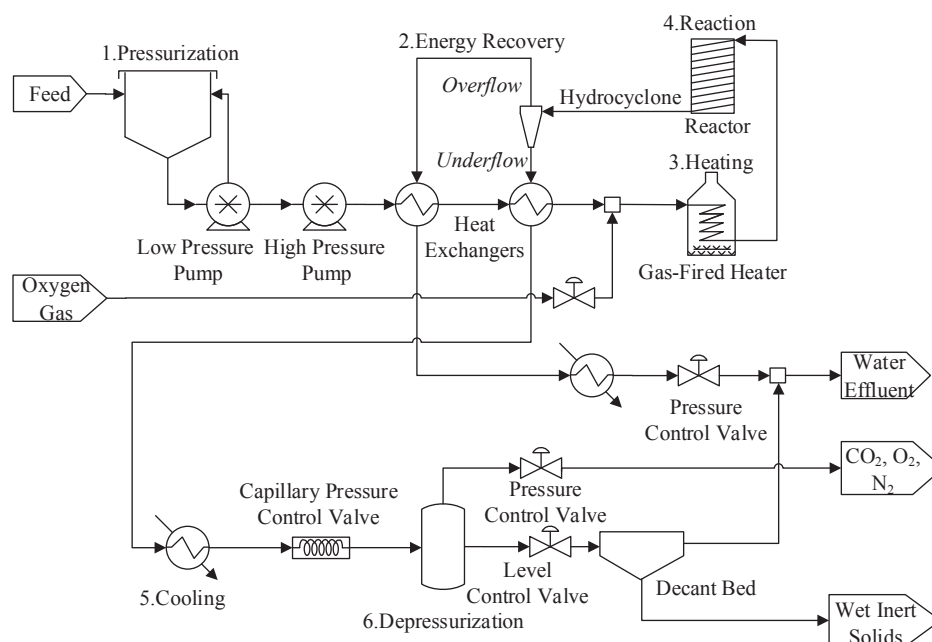 4.Reaction
1.Pressurization
2.Energy Recovery
Feed
Overflow
Hydrocyclone
Reactor
Underflow
3.Heating
Low Pressure
Pump
High Pressure
Pump
Heat
Exchangers
Gas-Fired Heater
Oxygen
Gas
Pressure
Control Valve
Water
Effluent
Capillary Pressure
Control Valve
Pressure
Control Valve
CO₂, O₂,
N₂
Level
Control Valve
Decant Bed
5.Cooling
6.Depressurization
Wet Inert
Solids